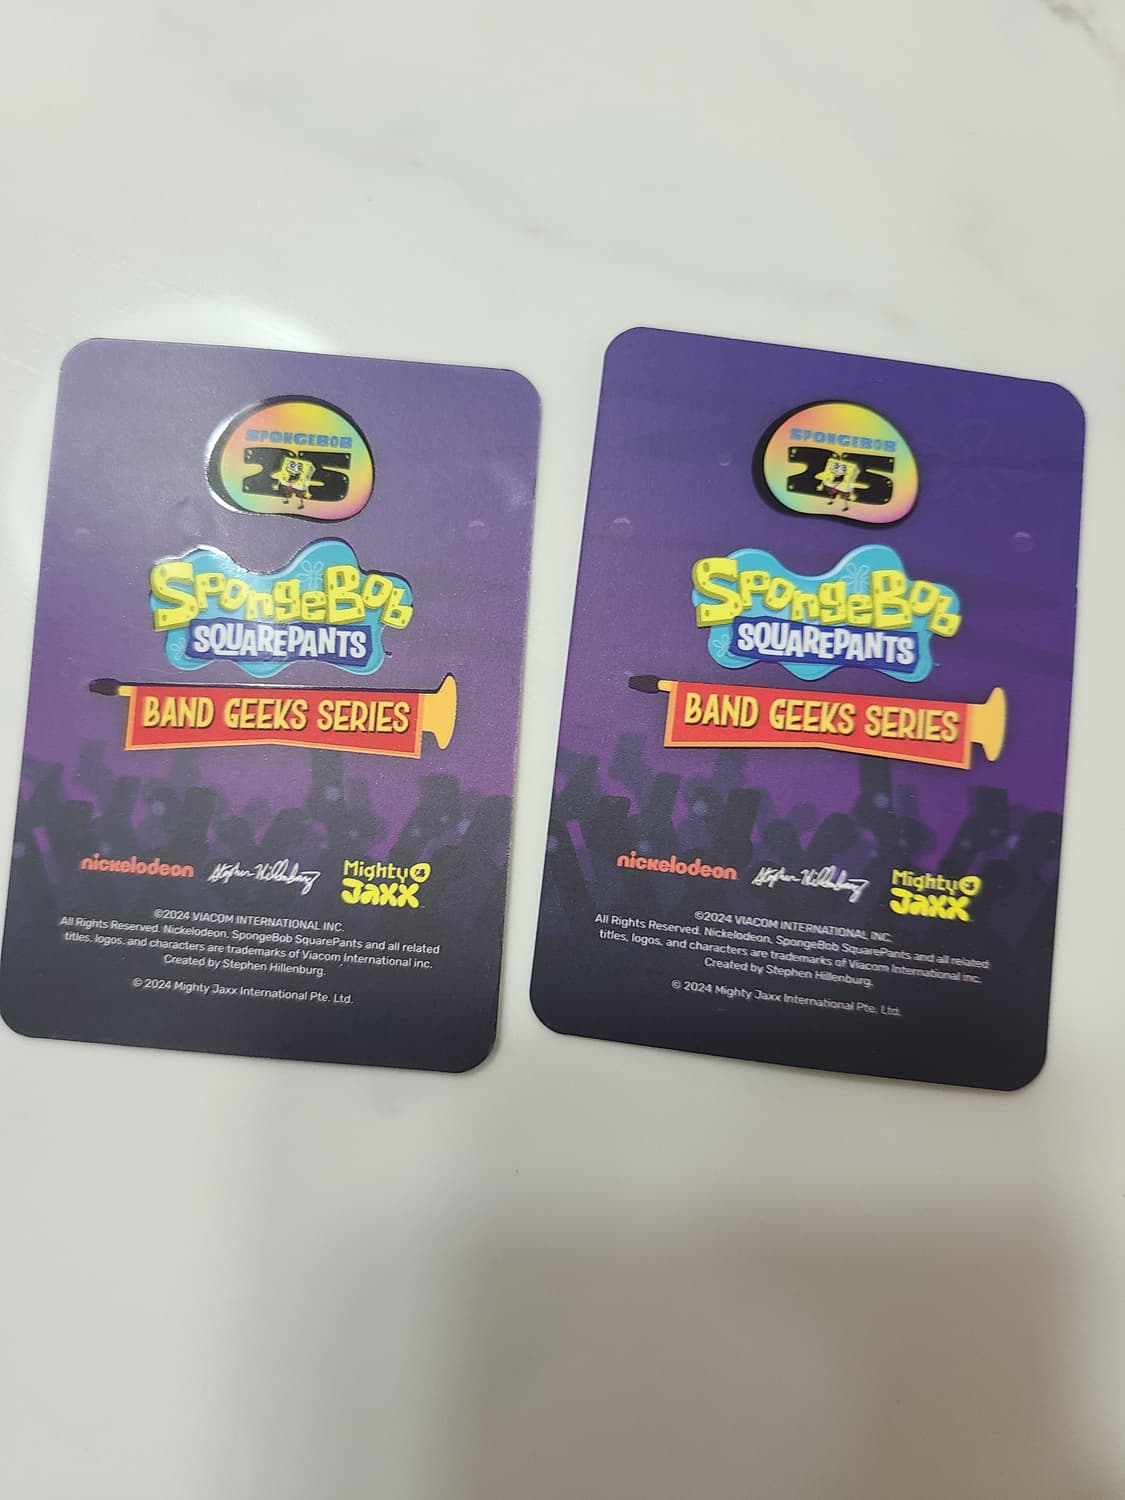 SPONGEBOB
25
SPONGEBOB
SQUAREPANTS
BAND GEEKS SERIES
nickelodeon Stephen Hillenburg Mighty Jaxx
©2024 VIACOM INTERNATIONAL INC.
All Rights Reserved. Nickelodeon, SpongeBob SquarePants and all related
titles, logos, and characters are trademarks of Viacom International inc.
Created by Stephen Hillenburg.
© 2024 Mighty Jaxx International Pte. Ltd.
SPONGEBOB
25
SPONGEBOB
SQUAREPANTS
BAND GEEKS SERIES
nickelodeon Stephen Hillenburg Mighty Jaxx
©2024 VIACOM INTERNATIONAL INC.
All Rights Reserved. Nickelodeon, SpongeBob SquarePants and all related
titles, logos, and characters are trademarks of Viacom International inc.
Created by Stephen Hillenburg.
© 2024 Mighty Jaxx International Pte. Ltd.